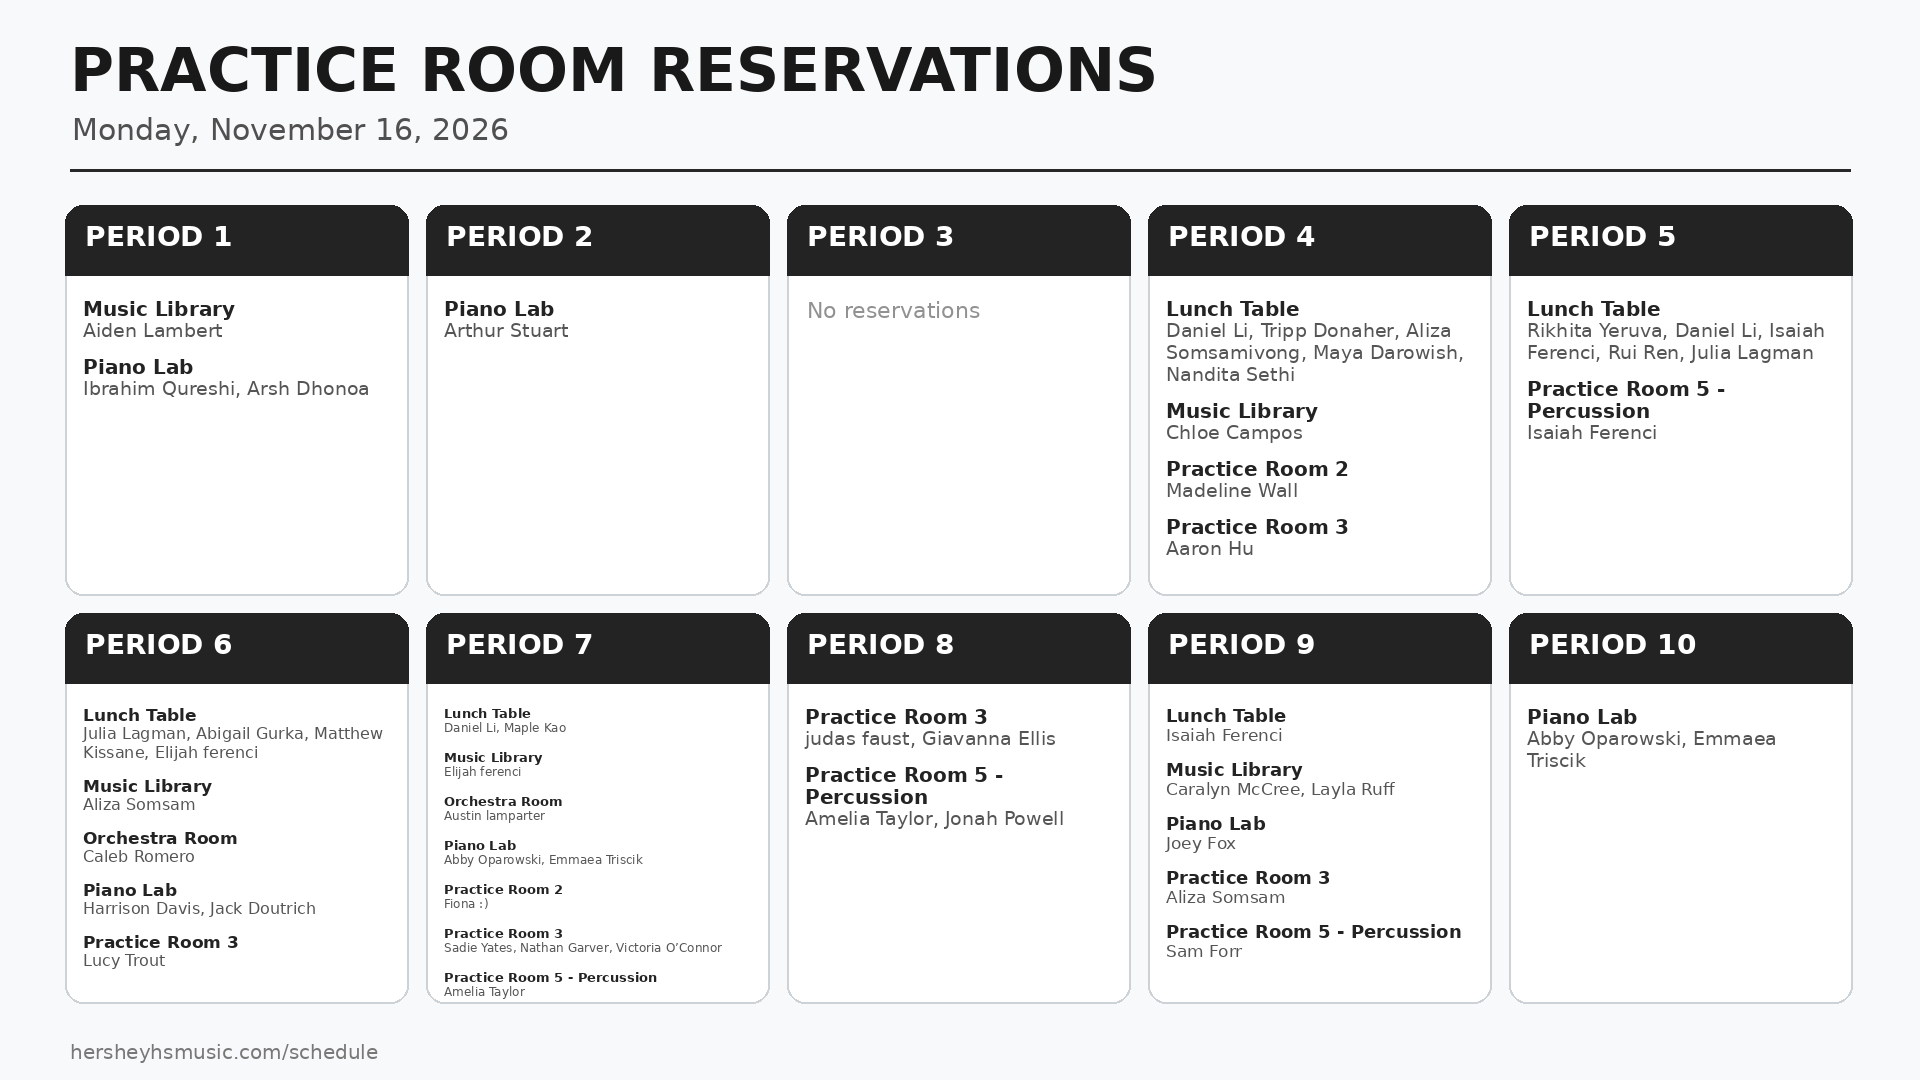 PRACTICE ROOM RESERVATIONS
Monday, November 16, 2026
PERIOD 1
Music Library
Aiden Lambert
Piano Lab
Ibrahim Qureshi, Arsh Dhonoa
PERIOD 2
Piano Lab
Arthur Stuart
PERIOD 3
No reservations
PERIOD 4
Lunch Table
Daniel Li, Tripp Donaher, Aliza
Somsamivong, Maya Darowish,
Nandita Sethi
Music Library
Chloe Campos
Practice Room 2
Madeline Wall
Practice Room 3
Aaron Hu
PERIOD 5
Lunch Table
Rikhita Yeruva, Daniel Li, Isaiah
Ferenci, Rui Ren, Julia Lagman
Practice Room 5 -
Percussion
Isaiah Ferenci
PERIOD 6
Lunch Table
Julia Lagman, Abigail Gurka, Matthew
Kissane, Elijah ferenci
Music Library
Aliza Somsam
Orchestra Room
Caleb Romero
Piano Lab
Harrison Davis, Jack Doutrich
Practice Room 3
Lucy Trout
PERIOD 7
Lunch Table
Daniel Li, Maple Kao
Music Library
Elijah ferenci
Orchestra Room
Austin lamparter
Piano Lab
Abby Oparowski, Emmaea Triscik
Practice Room 2
Fiona :)
Practice Room 3
Sadie Yates, Nathan Garver, Victoria O’Connor
Practice Room 5 - Percussion
Amelia Taylor
PERIOD 8
Practice Room 3
judas faust, Giavanna Ellis
Practice Room 5 -
Percussion
Amelia Taylor, Jonah Powell
PERIOD 9
Lunch Table
Isaiah Ferenci
Music Library
Caralyn McCree, Layla Ruff
Piano Lab
Joey Fox
Practice Room 3
Aliza Somsam
Practice Room 5 - Percussion
Sam Forr
PERIOD 10
Piano Lab
Abby Oparowski, Emmaea
Triscik
hersheyhsmusic.com/schedule